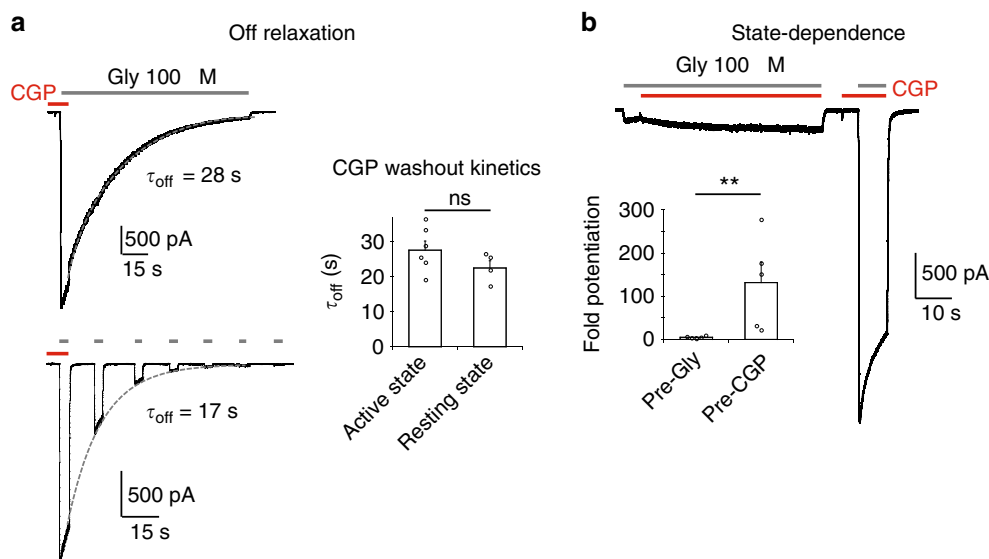 a
Off relaxation
Gly 100 M
CGP
τoff = 28 s
500 pA
15 s
τoff = 17 s
500 pA
15 s
CGP washout kinetics
ns
τoff (s)
30
20
10
0
Active state
Resting state
b
State-dependence
Gly 100 M
CGP
**
Fold potentiation
300
200
100
0
Pre-Gly
Pre-CGP
500 pA
10 s